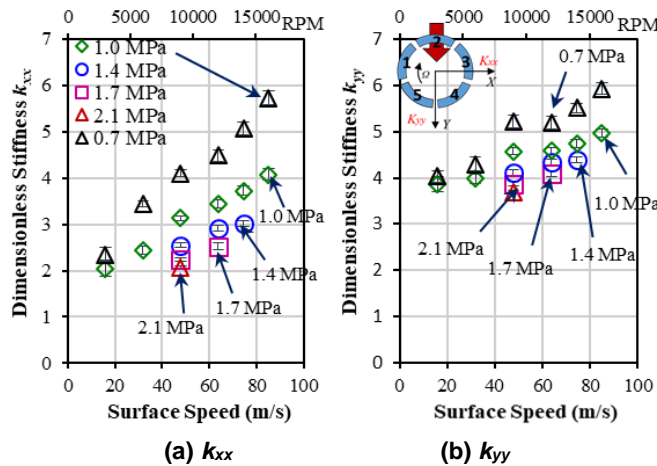 0 5000 10000 15000 RPM
7
6
5
4
3
2
1
0
Dimensionless Stiffness kxx
1.0 MPa
1.4 MPa
1.7 MPa
2.1 MPa
0.7 MPa
1.0 MPa
1.4 MPa
1.7 MPa
2.1 MPa
0 20 40 60 80 100
Surface Speed (m/s)
(a) kxx
0 5000 10000 15000 RPM
7
6
5
4
3
2
1
0
Dimensionless Stiffness kyy
1
2
3
4
5
Ω
Kxx
X
Kyy
Y
0.7 MPa
1.0 MPa
2.1 MPa
1.7 MPa
1.4 MPa
0 20 40 60 80 100
Surface Speed (m/s)
(b) kyy